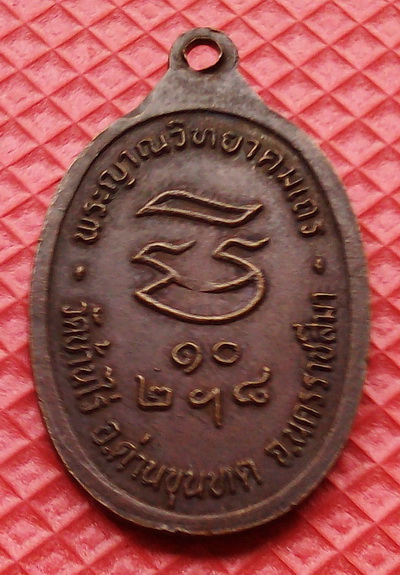 พระญาณวิทยาคมเถร
๑๐
๒๙๘
วัดบ้านไร่ อ.ด่านขุนทด จ.นครราชสีมา